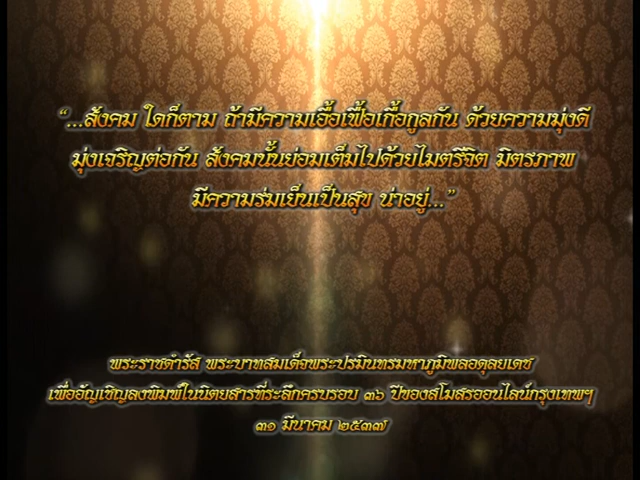 “...สังคม ใดก็ตาม ถ้ามีความเอื้อเฟื้อเกื้อกูลกัน ด้วยความมุ่งดี
มุ่งเจริญต่อกัน สังคมนั้นย่อมเต็มไปด้วยไมตรีจิต มิตรภาพ
มีความร่มเย็นเป็นสุข น่าอยู่...”
พระราชดำรัส พระบาทสมเด็จพระปรมินทรมหาภูมิพลอดุลยเดช
เพื่ออัญเชิญลงพิมพ์ในนิตยสารที่ระลึกครบรอบ ๓๖ ปีของสโมสรออนไลน์กรุงเทพฯ
๓๑ มีนาคม ๒๕๓๗